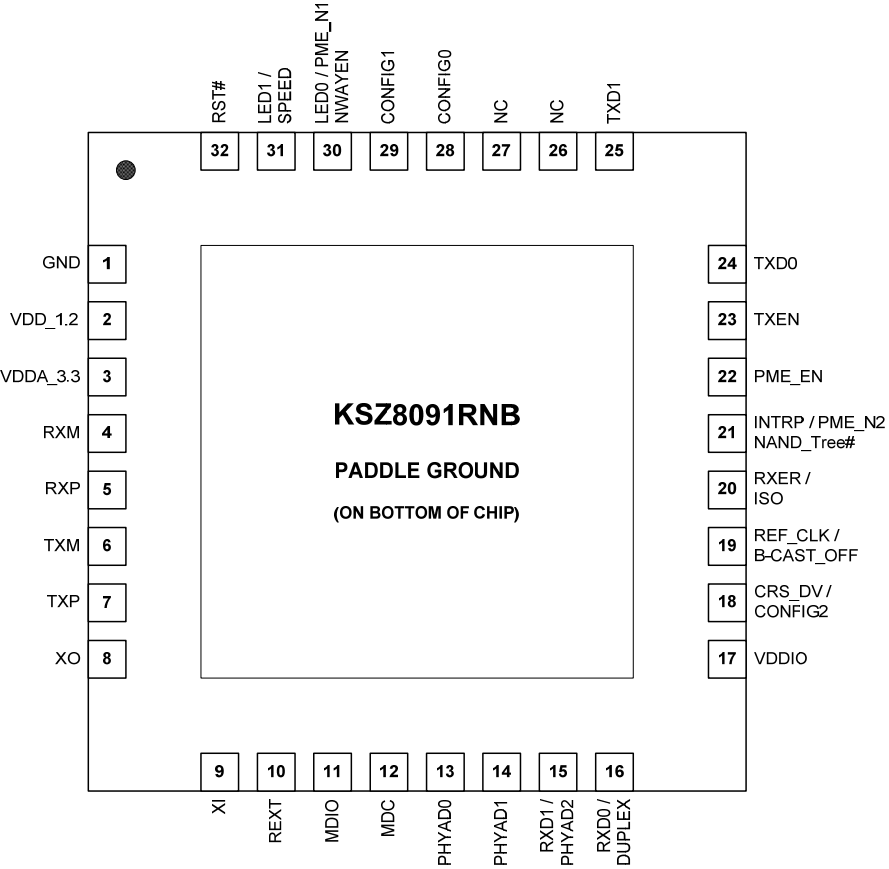 RST#
LED1 /
SPEED
LED0 / PME_N1
NWAYEN
CONFIG1
CONFIG0
NC
NC
TXD1
32
31
30
29
28
27
26
25
GND 1
VDD_1.2 2
VDDA_3.3 3
RXM 4
RXP 5
TXM 6
TXP 7
XO 8
KSZ8091RNB
PADDLE GROUND
(ON BOTTOM OF CHIP)
24 TXD0
23 TXEN
22 PME_EN
21 INTRP / PME_N2
NAND_Tree#
20 RXER /
ISO
19 REF_CLK /
B-CAST_OFF
18 CRS_DV /
CONFIG2
17 VDDIO
9
10
11
12
13
14
15
16
XI
REXT
MDIO
MDC
PHYAD0
PHYAD1
RXD1 /
PHYAD2
RXD0 /
DUPLEX